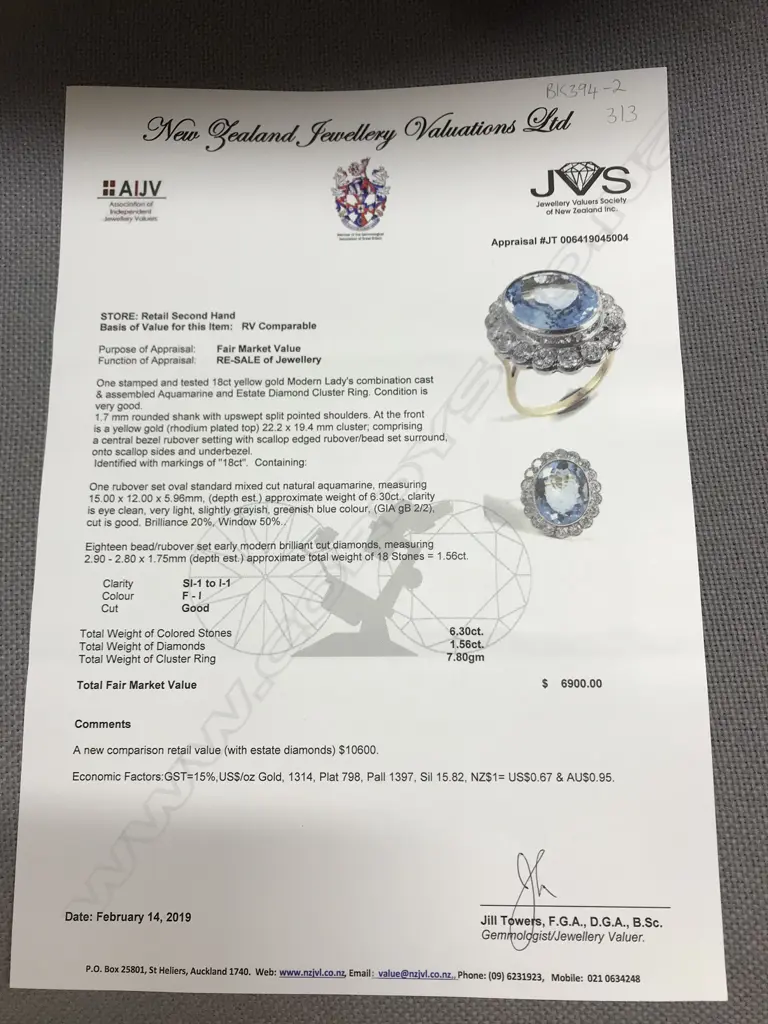 BK394-2
313
New Zealand Jewellery Valuations Ltd
AIJV
Association of
Independent
Jewellery Valuers
JVS
Jewellery Valuers Society
of New Zealand Inc.
Appraisal #JT 006419045004
STORE: Retail Second Hand
Basis of Value for this Item: RV Comparable
Purpose of Appraisal: Fair Market Value
Function of Appraisal: RE-SALE of Jewellery
One stamped and tested 18ct yellow gold Modern Lady's combination cast
& assembled Aquamarine and Estate Diamond Cluster Ring. Condition is
very good.
1.7 mm rounded shank with upswept split pointed shoulders. At the front
is a yellow gold (rhodium plated top) 22.2 x 19.4 mm cluster; comprising
a central bezel rubover setting with scallop edged rubover/bead set surround,
onto scallop sides and underbezel.
Identified with markings of "18ct". Containing:
One rubover set oval standard mixed cut natural aquamarine, measuring
15.00 x 12.00 x 5.96mm, (depth est.) approximate weight of 6.30ct., clarity
is eye clean, very light, slightly grayish, greenish blue colour, (GIA gB 2/2),
cut is good. Brilliance 20%, Window 50%..
Eighteen bead/rubover set early modern brilliant cut diamonds, measuring
2.90 - 2.80 x 1.75mm (depth est.) approximate total weight of 18 Stones = 1.56ct.
Clarity SI-1 to I-1
Colour F - I
Cut Good
Total Weight of Colored Stones 6.30ct.
Total Weight of Diamonds 1.56ct.
Total Weight of Cluster Ring 7.80gm
Total Fair Market Value $ 6900.00
Comments
A new comparison retail value (with estate diamonds) $10600.
Economic Factors:GST=15%,US$/oz Gold, 1314, Plat 798, Pall 1397, Sil 15.82, NZ$1= US$0.67 & AU$0.95.
Date: February 14, 2019
Jill Towers, F.G.A., D.G.A., B.Sc.
Gemmologist/Jewellery Valuer.
P.O. Box 25801, St Heliers, Auckland 1740. Web: www.nzjvl.co.nz, Email: value@nzjvl.co.nz., Phone: (09) 6231923, Mobile: 021 0634248